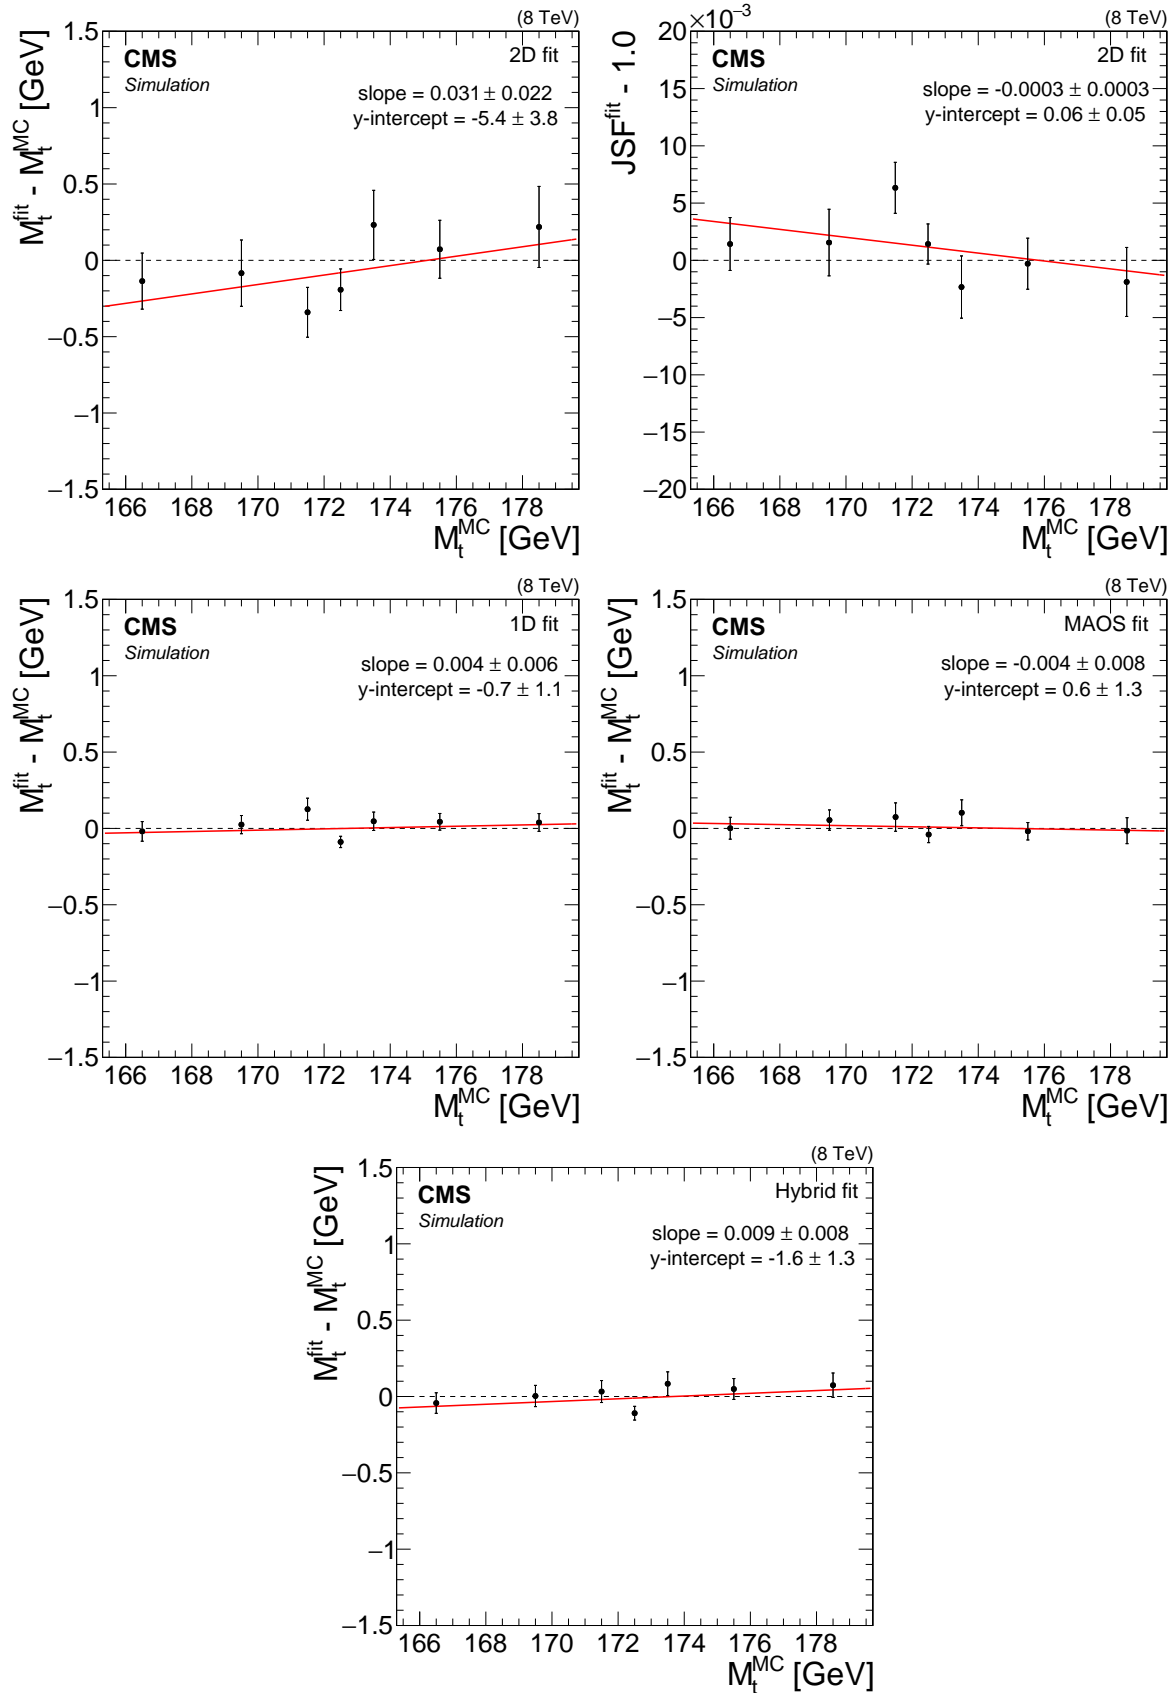 (8 TeV)
CMS
Simulation
2D fit
slope = 0.031 ± 0.022
y-intercept = -5.4 ± 3.8
M_t^fit - M_t^MC [GeV]
1.5
1
0.5
0
−0.5
−1
−1.5
166 168 170 172 174 176 178
M_t^MC [GeV]
×10^−3
(8 TeV)
CMS
Simulation
2D fit
slope = -0.0003 ± 0.0003
y-intercept = 0.06 ± 0.05
JSF^fit - 1.0
20
15
10
5
0
−5
−10
−15
−20
166 168 170 172 174 176 178
M_t^MC [GeV]
(8 TeV)
CMS
Simulation
1D fit
slope = 0.004 ± 0.006
y-intercept = -0.7 ± 1.1
M_t^fit - M_t^MC [GeV]
1.5
1
0.5
0
−0.5
−1
−1.5
166 168 170 172 174 176 178
M_t^MC [GeV]
(8 TeV)
CMS
Simulation
MAOS fit
slope = -0.004 ± 0.008
y-intercept = 0.6 ± 1.3
M_t^fit - M_t^MC [GeV]
1.5
1
0.5
0
−0.5
−1
−1.5
166 168 170 172 174 176 178
M_t^MC [GeV]
(8 TeV)
CMS
Simulation
Hybrid fit
slope = 0.009 ± 0.008
y-intercept = -1.6 ± 1.3
M_t^fit - M_t^MC [GeV]
1.5
1
0.5
0
−0.5
−1
−1.5
166 168 170 172 174 176 178
M_t^MC [GeV]